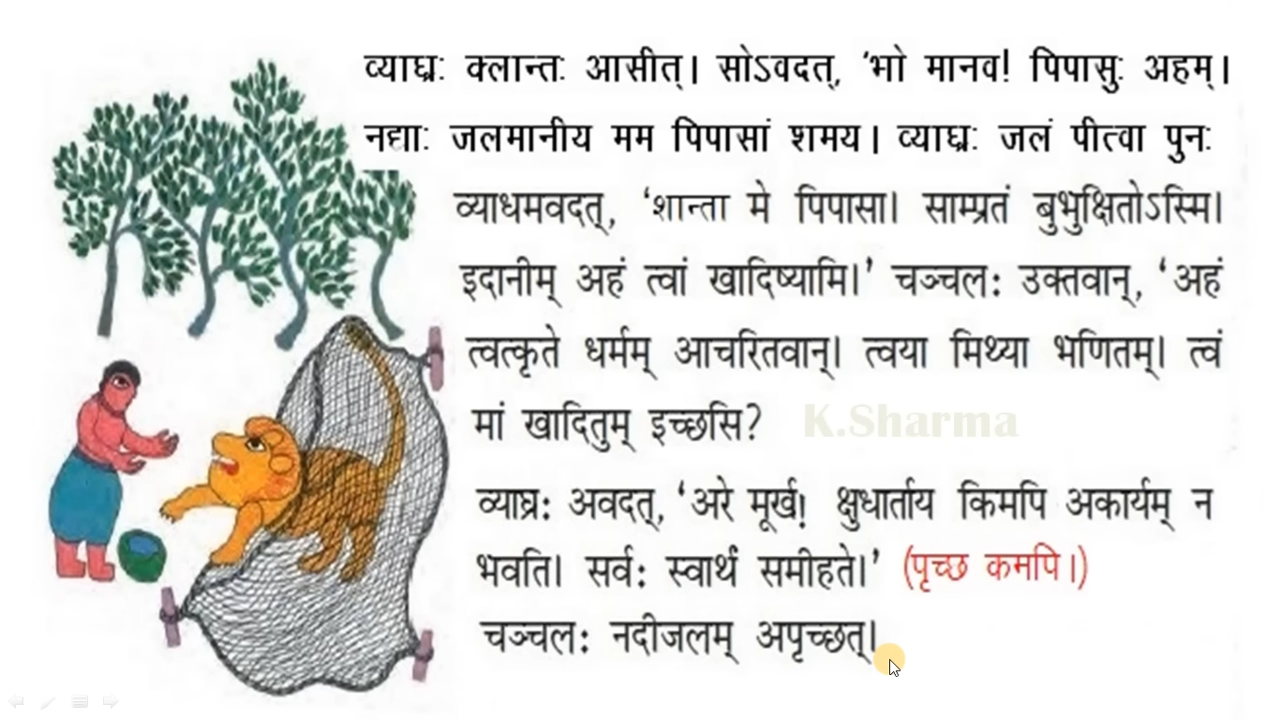 व्याघ्रः क्लान्तः आसीत्। सोऽवदत्, 'भो मानव! पिपासुः अहम्।
नद्याः जलमानीय मम पिपासां शमय। व्याघ्रः जलं पीत्वा पुनः
व्याधमवदत्, 'शान्ता मे पिपासा। साम्प्रतं बुभुक्षितोऽस्मि।
इदानीम् अहं त्वां खादिष्यामि।' चञ्चलः उक्तवान्, 'अहं
त्वत्कृते धर्मम् आचरितवान्। त्वया मिथ्या भणितम्। त्वं
मां खादितुम् इच्छसि?
K.Sharma
व्याघ्रः अवदत्, 'अरे मूर्ख! क्षुधार्ताय किमपि अकार्यम् न
भवति। सर्वः स्वार्थं समीहते।' (पृच्छ कमपि।)
चञ्चलः नदीजलम् अपृच्छत्।